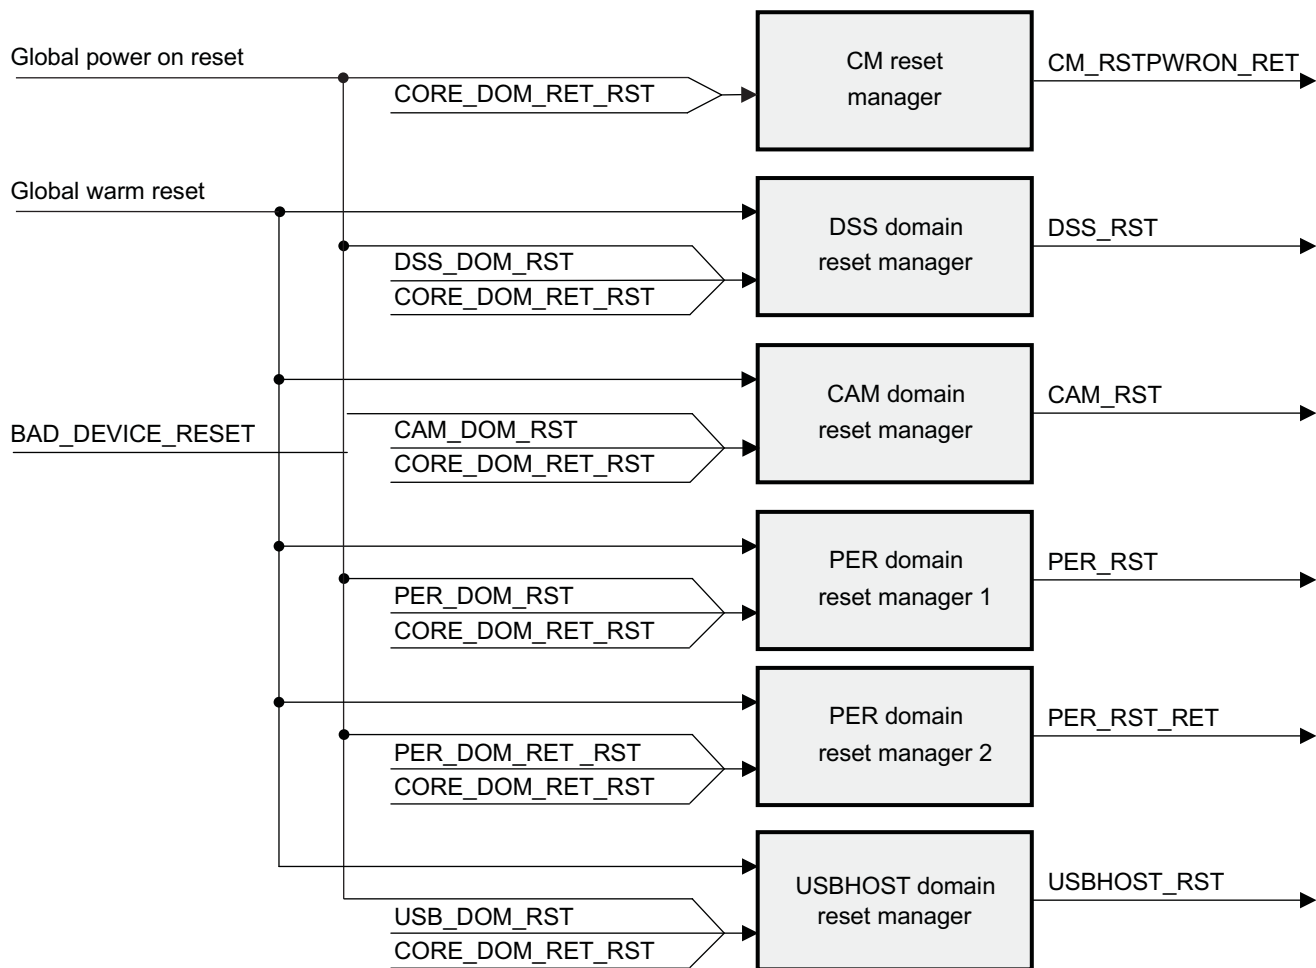 Global power on reset
CORE_DOM_RET_RST
CM reset
manager
CM_RSTPWRON_RET
Global warm reset
DSS_DOM_RST
CORE_DOM_RET_RST
DSS domain
reset manager
DSS_RST
BAD_DEVICE_RESET
CAM_DOM_RST
CORE_DOM_RET_RST
CAM domain
reset manager
CAM_RST
PER_DOM_RST
CORE_DOM_RET_RST
PER domain
reset manager 1
PER_RST
PER_DOM_RET _RST
CORE_DOM_RET_RST
PER domain
reset manager 2
PER_RST_RET
USB_DOM_RST
CORE_DOM_RET_RST
USBHOST domain
reset manager
USBHOST_RST